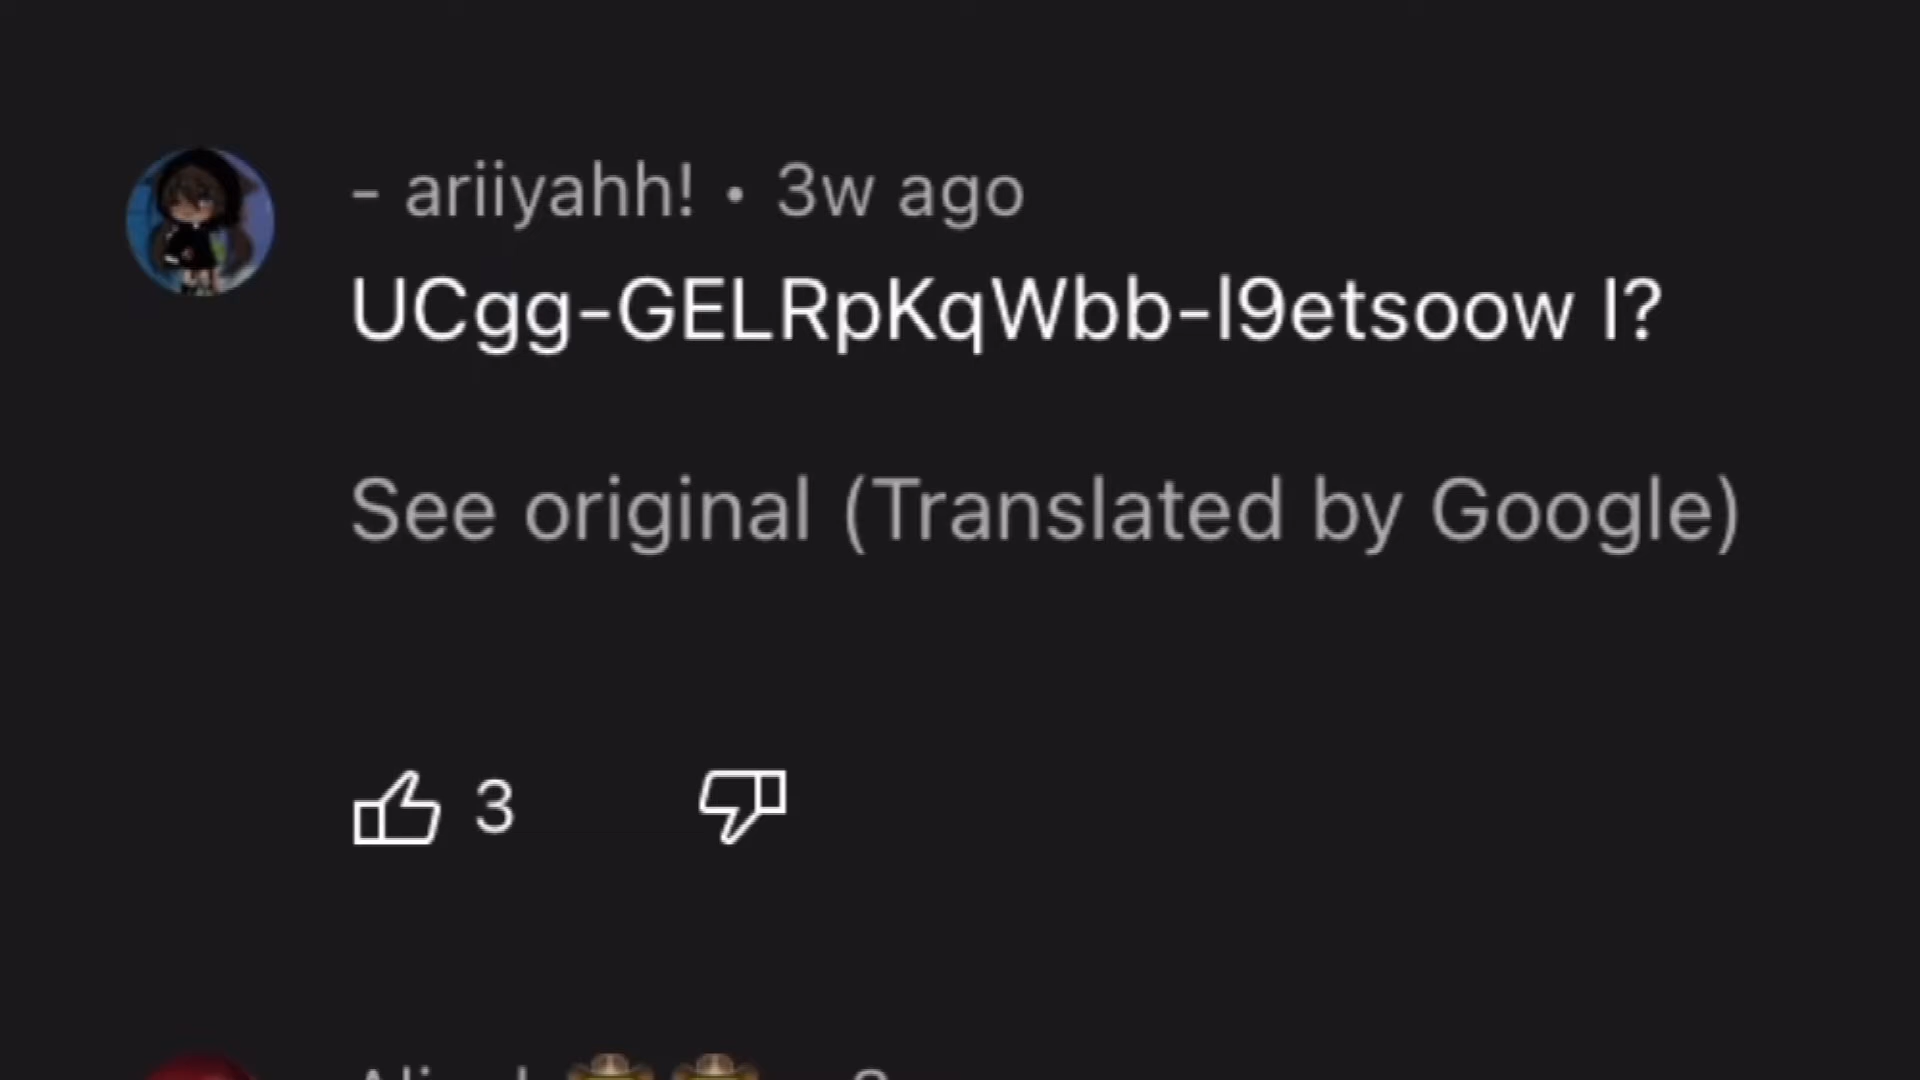 - ariiyahh! • 3w ago
UCgg-GELRpKqWbb-l9etsoow I?
See original (Translated by Google)
3